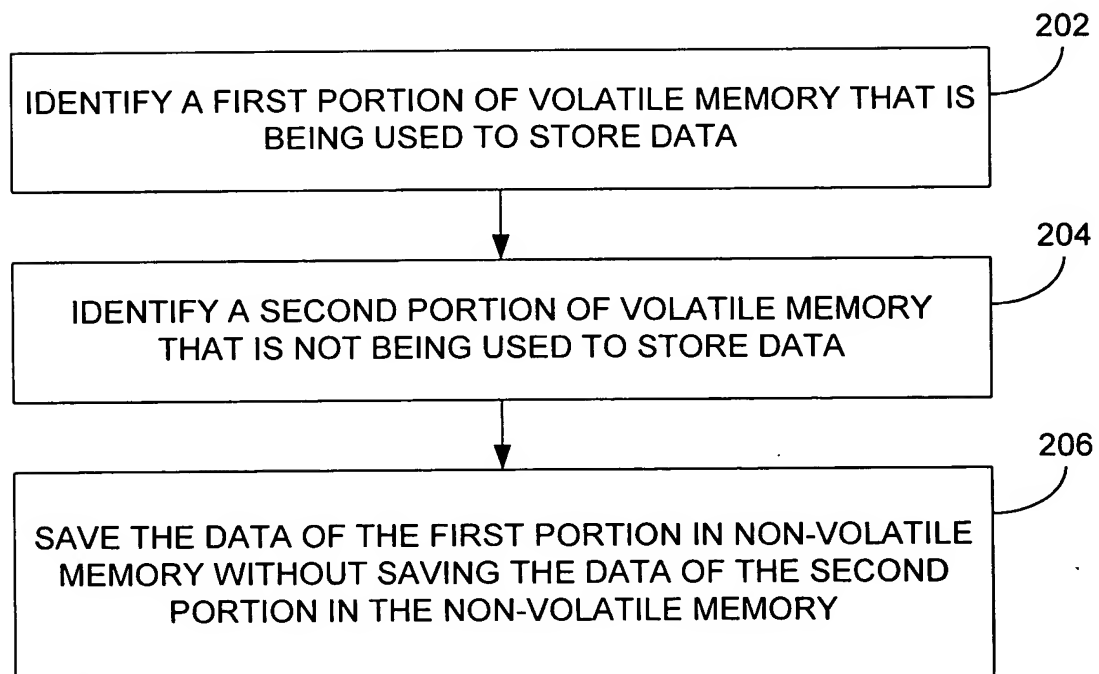 202
IDENTIFY A FIRST PORTION OF VOLATILE MEMORY THAT IS
BEING USED TO STORE DATA
204
IDENTIFY A SECOND PORTION OF VOLATILE MEMORY
THAT IS NOT BEING USED TO STORE DATA
206
SAVE THE DATA OF THE FIRST PORTION IN NON-VOLATILE
MEMORY WITHOUT SAVING THE DATA OF THE SECOND
PORTION IN THE NON-VOLATILE MEMORY